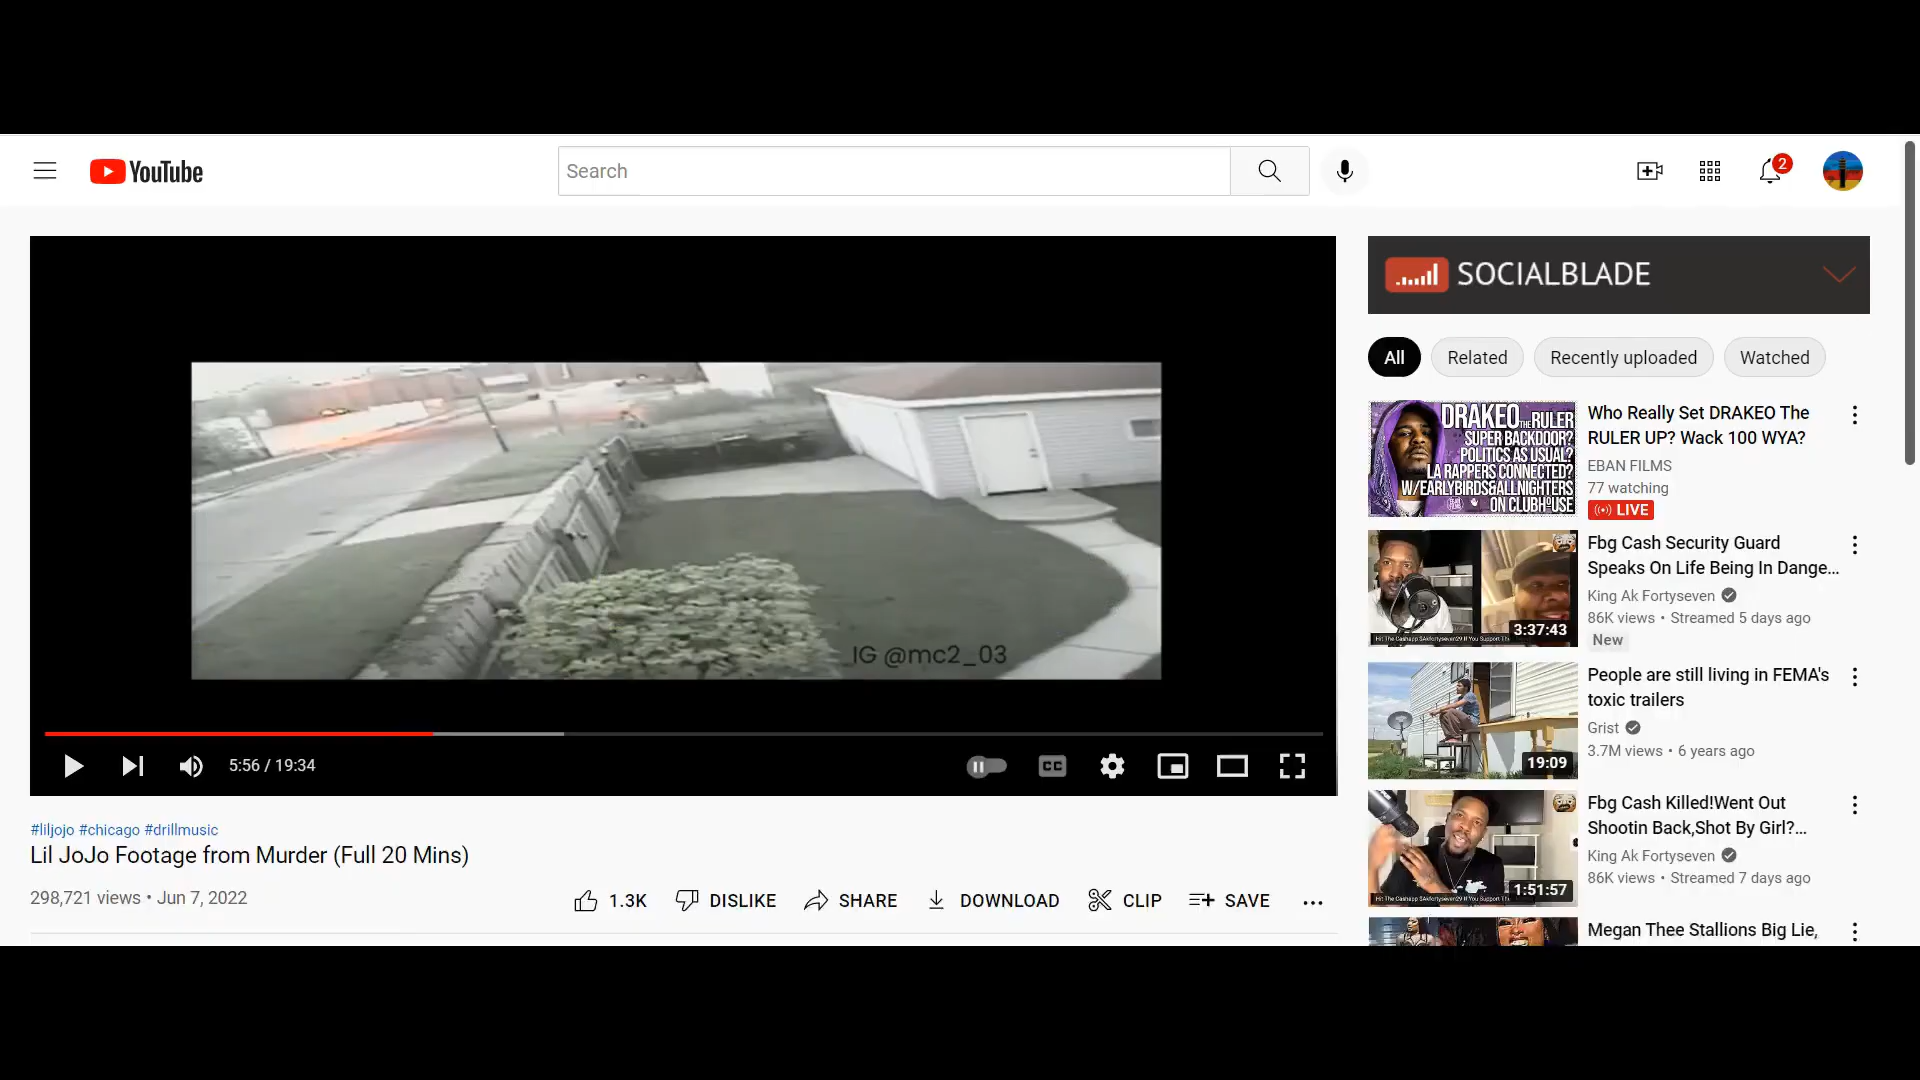 YouTube
Search
2
SOCIALBLADE
All
Related
Recently uploaded
Watched
IG @mc2_03
5:56 / 19:34
CC
#liljojo #chicago #drillmusic
Lil JoJo Footage from Murder (Full 20 Mins)
298,721 views • Jun 7, 2022
1.3K
DISLIKE
SHARE
DOWNLOAD
CLIP
SAVE
DRAKEO THE RULER
SUPER BACKDOOR?
POLITICS AS USUAL?
LA RAPPERS CONNECTED?
W/EARLYBIRDS&ALLNIGHTERS
ON CLUBHOUSE
Who Really Set DRAKEO The
RULER UP? Wack 100 WYA?
EBAN FILMS
77 watching
LIVE
3:37:43
Fbg Cash Security Guard
Speaks On Life Being In Dange...
King Ak Fortyseven
86K views • Streamed 5 days ago
New
19:09
People are still living in FEMA's
toxic trailers
Grist
3.7M views • 6 years ago
1:51:57
Fbg Cash Killed!Went Out
Shootin Back,Shot By Girl?...
King Ak Fortyseven
86K views • Streamed 7 days ago
Megan Thee Stallions Big Lie,